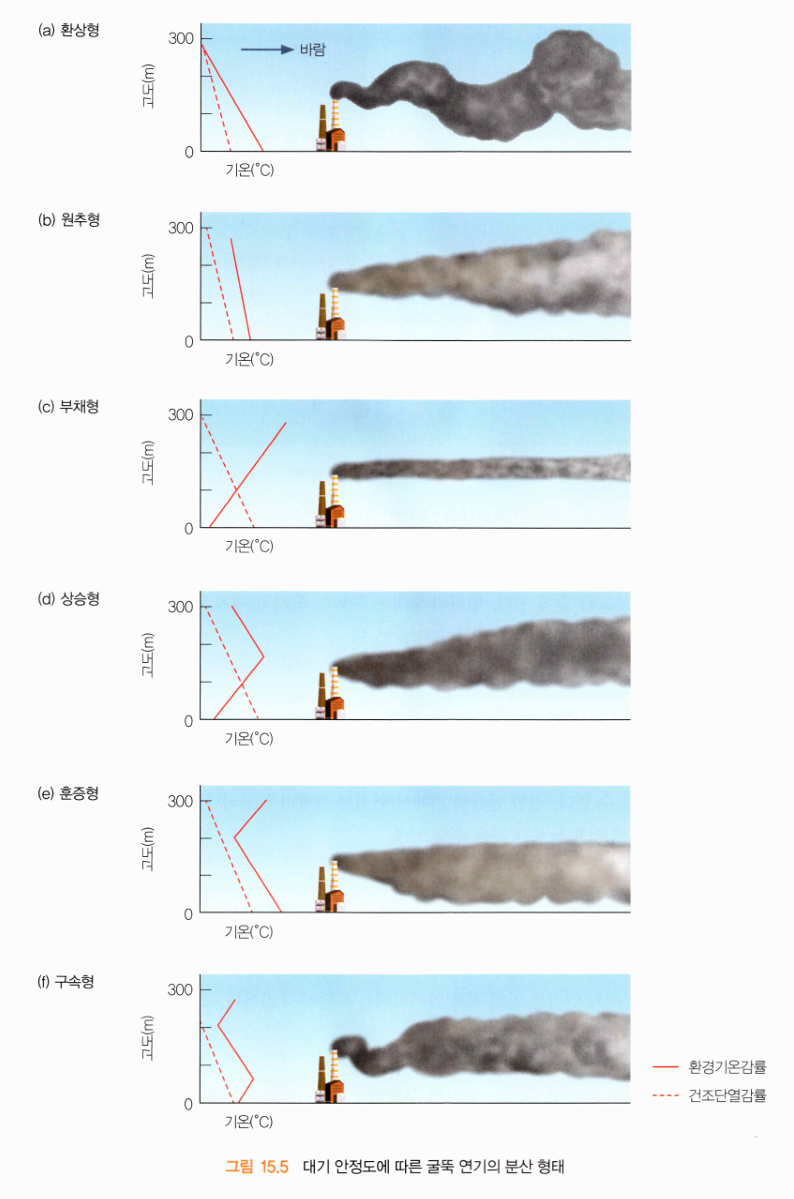 (a) 환상형
300
바람
고도(m)
0
기온(°C)
(b) 원추형
300
고도(m)
0
기온(°C)
(c) 부채형
300
고도(m)
0
기온(°C)
(d) 상승형
300
고도(m)
0
기온(°C)
(e) 훈증형
300
고도(m)
0
기온(°C)
(f) 구속형
300
고도(m)
0
기온(°C)
환경기온감률
건조단열감률
그림 15.5 대기 안정도에 따른 굴뚝 연기의 분산 형태